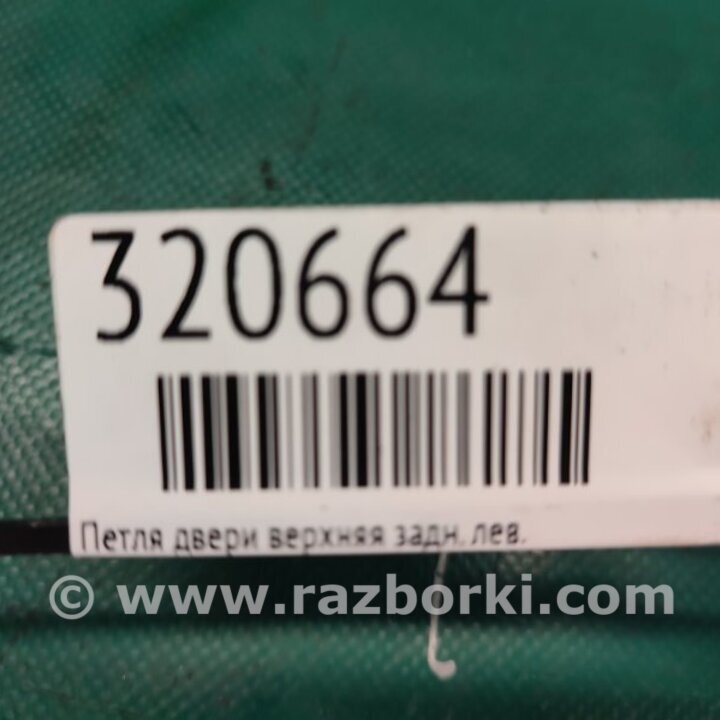 320664
Петля двери верхняя задн. лев.
© www.razborki.com